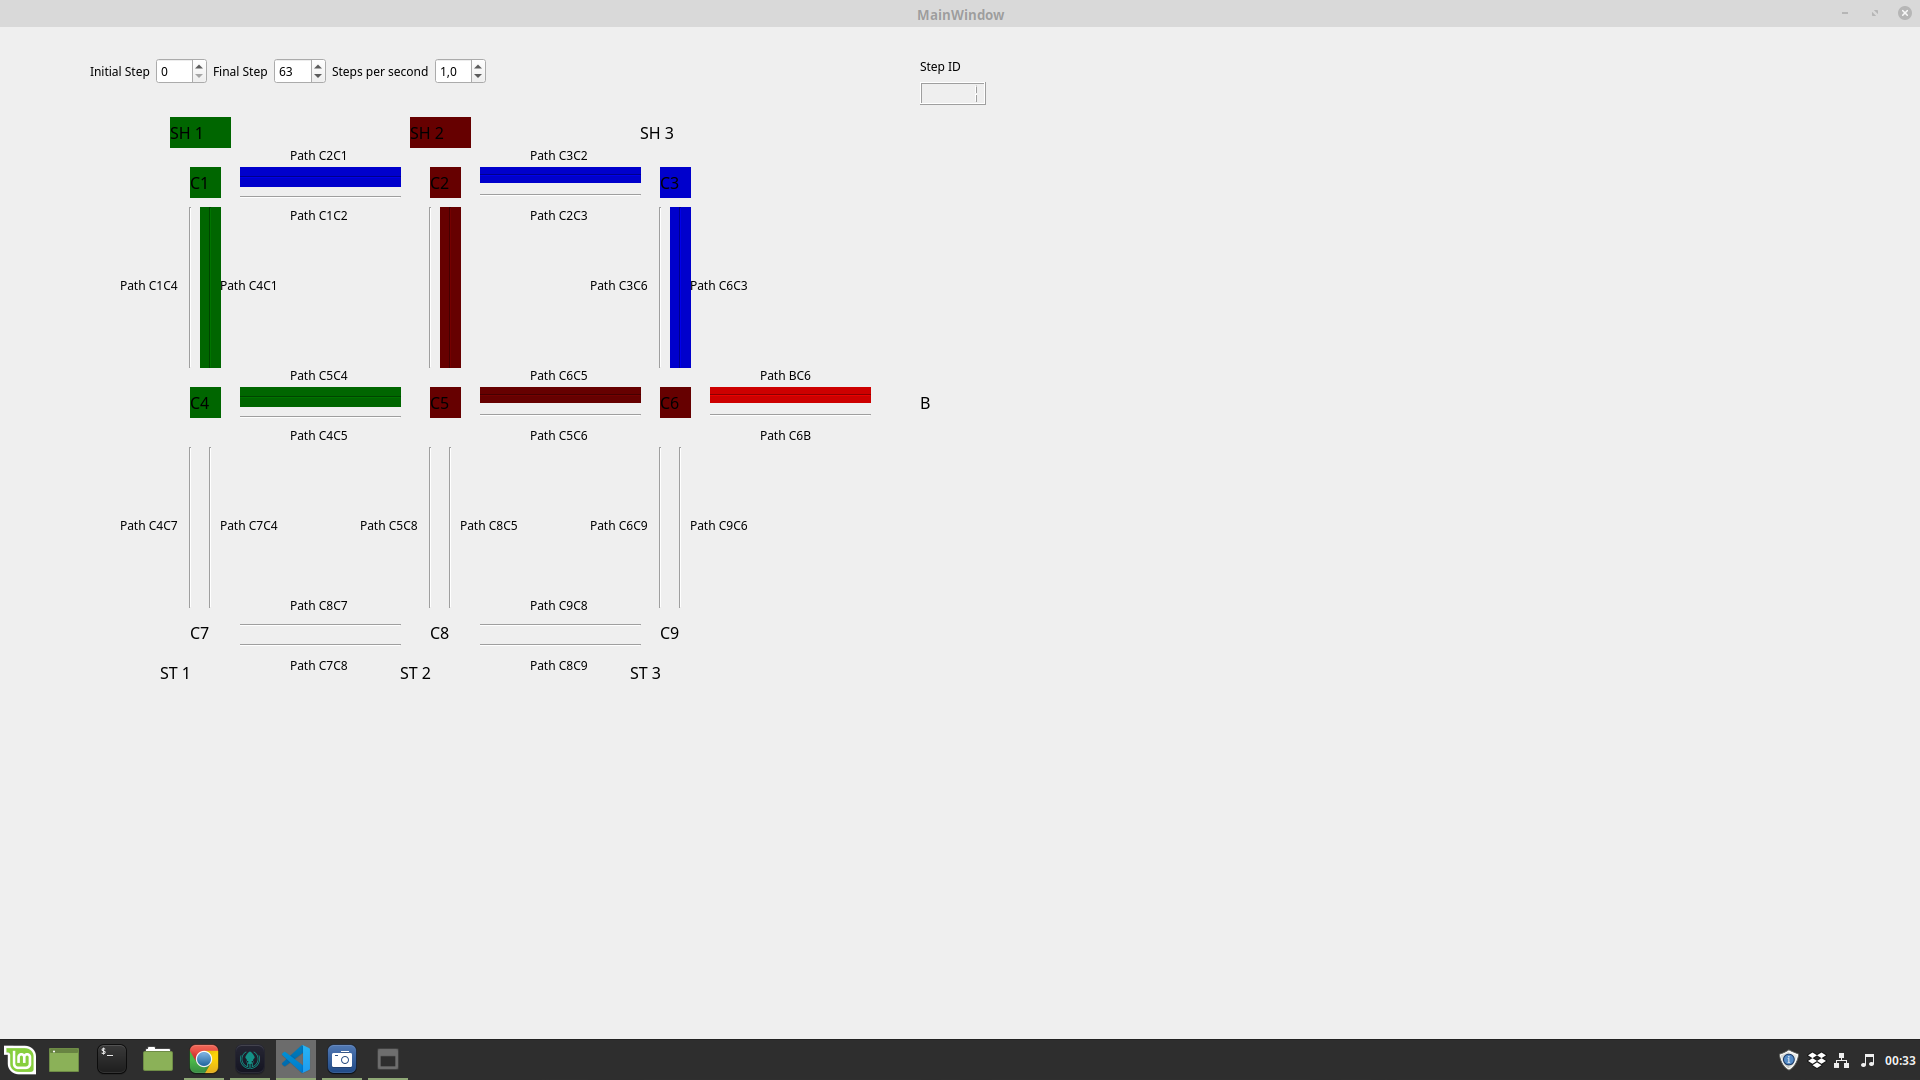 MainWindow
Initial Step 0 Final Step 63 Steps per second 1,0
Step ID
SH 1 SH 2 SH 3
Path C2C1 Path C3C2
C1 C2 C3
Path C1C2 Path C2C3
Path C1C4 Path C4C1 Path C3C6 Path C6C3
Path C5C4 Path C6C5 Path BC6
C4 C5 C6 B
Path C4C5 Path C5C6 Path C6B
Path C4C7 Path C7C4 Path C5C8 Path C8C5 Path C6C9 Path C9C6
Path C8C7 Path C9C8
C7 C8 C9
Path C7C8 Path C8C9
ST 1 ST 2 ST 3
00:33